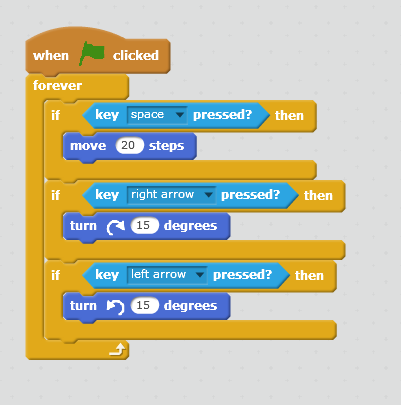 when clicked
forever
if key space pressed? then
move 20 steps
if key right arrow pressed? then
turn 15 degrees
if key left arrow pressed? then
turn 15 degrees